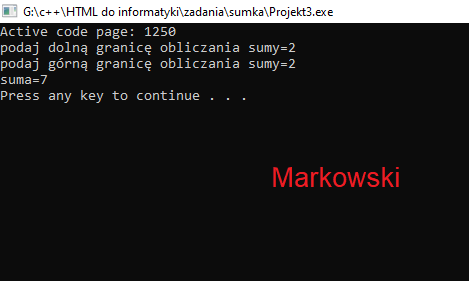 G:\c++\HTML do informatyki\zadania\sumka\Projekt3.exe
Active code page: 1250
podaj dolną granicę obliczania sumy=2
podaj górną granicę obliczania sumy=2
suma=7
Press any key to continue . . .
Markowski